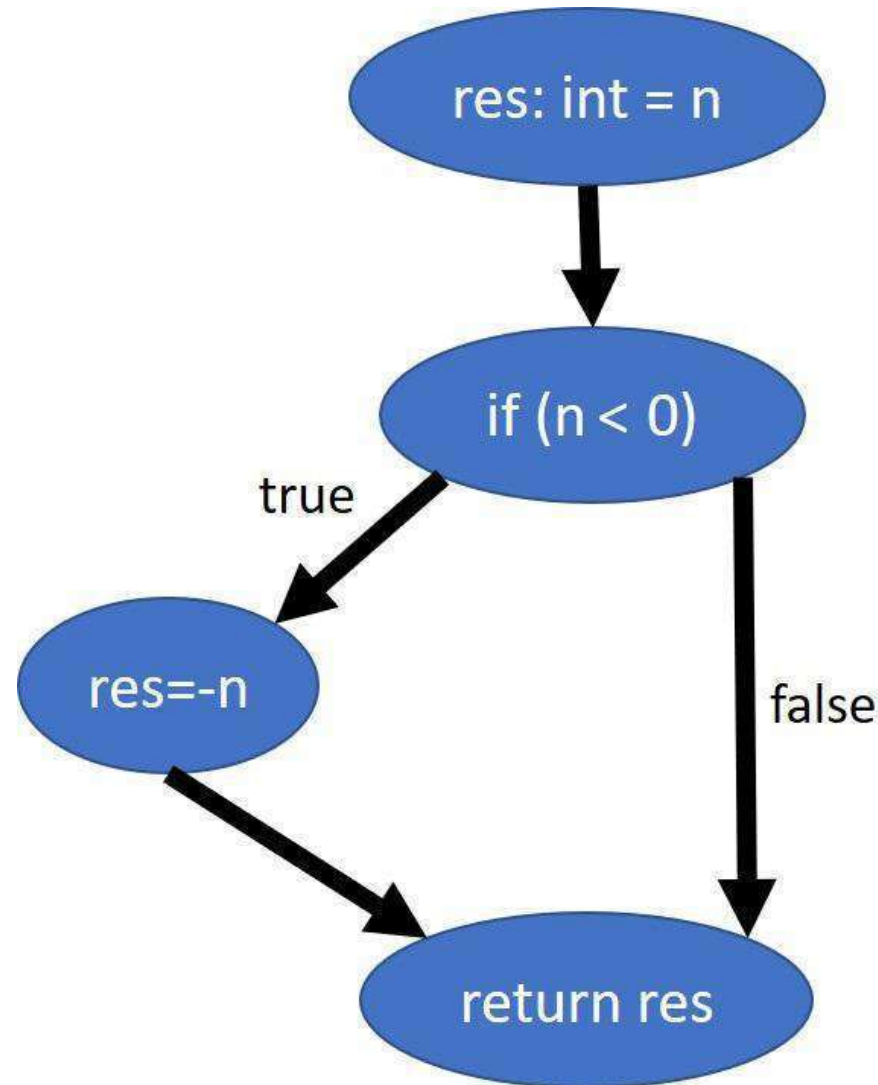 res: int = n
if (n < 0)
true
res=-n
false
return res